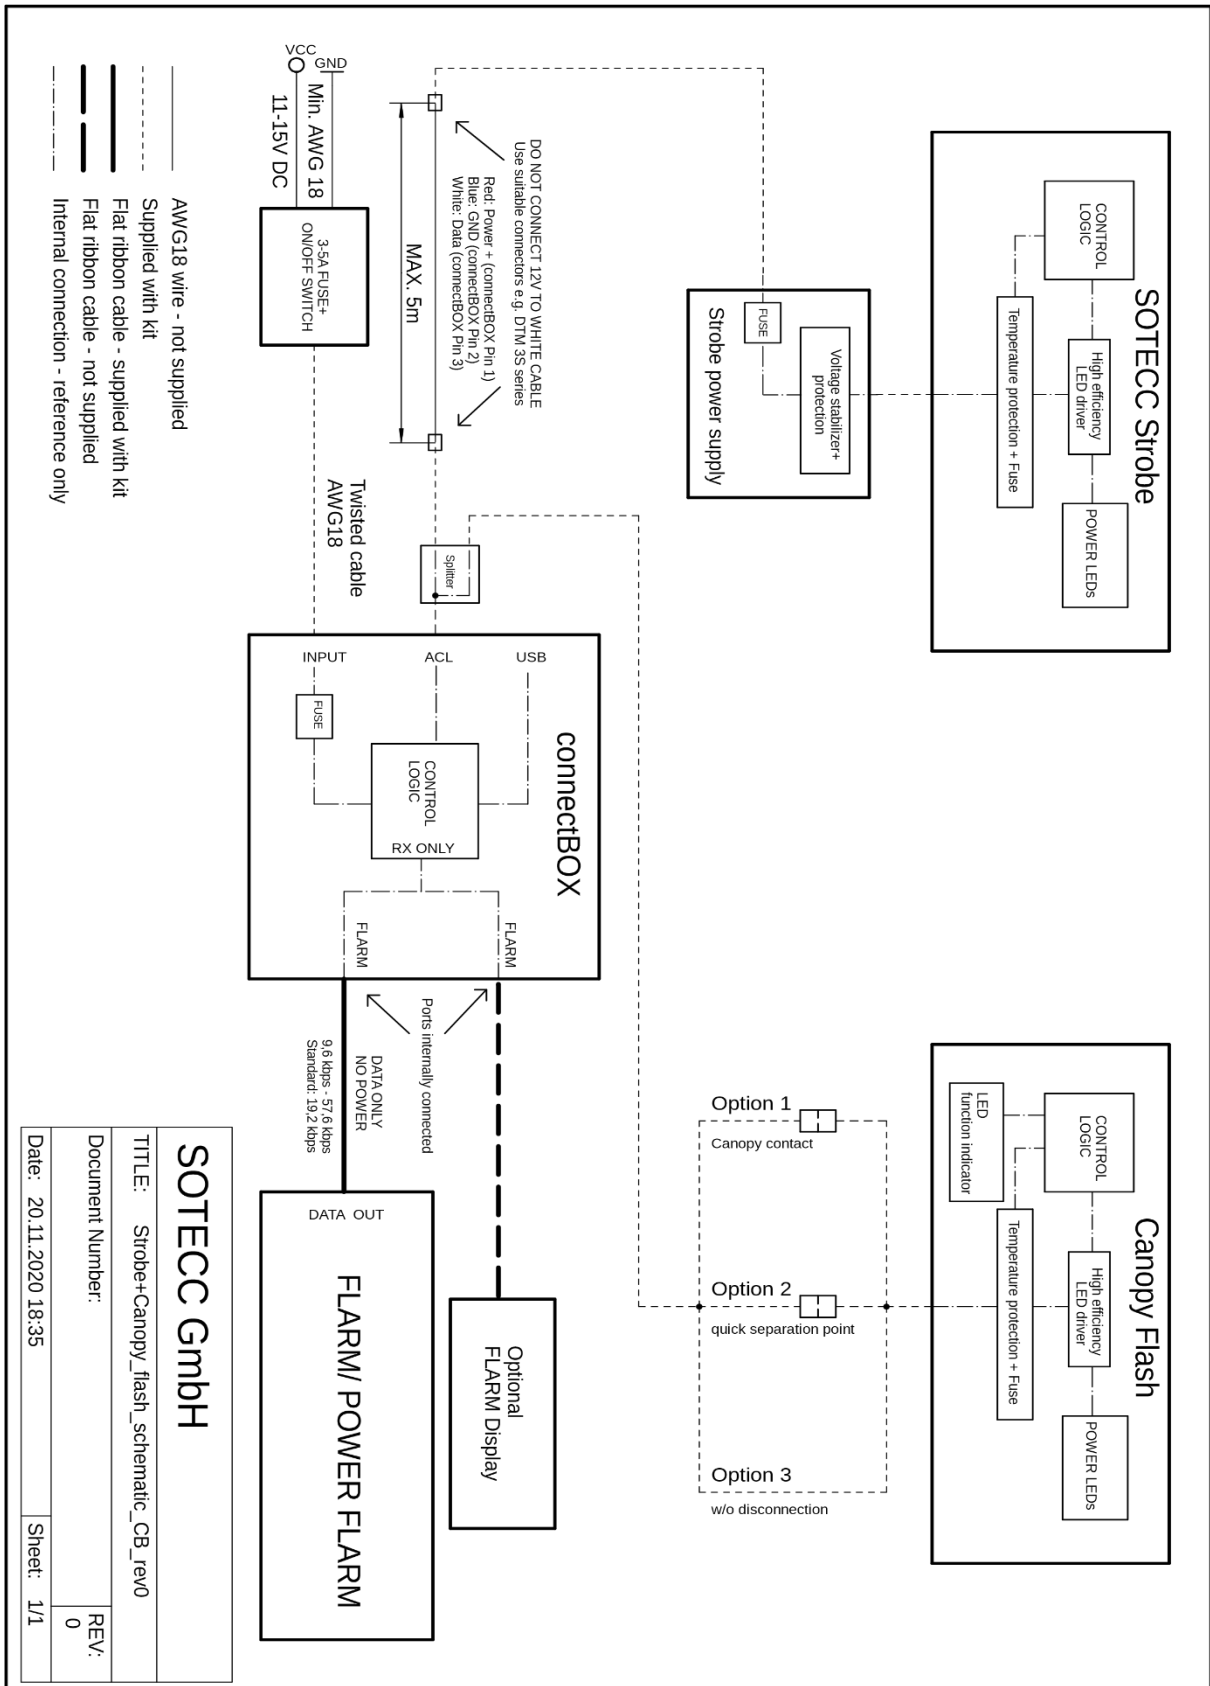 SOTECC Strobe
CONTROL
LOGIC
High efficiency
LED driver
POWER LEDs
Temperature protection + Fuse
Voltage stabilizer+
protection
FUSE
Strobe power supply
Canopy Flash
CONTROL
LOGIC
High efficiency
LED driver
POWER LEDs
LED
function indicator
Temperature protection + Fuse
Option 1
Canopy contact
Option 2
quick separation point
Option 3
w/o disconnection
DO NOT CONNECT 12V TO WHITE CABLE
Use suitable connectors e.g. DTM 3S series
Red: Power + (connectBOX Pin 1)
Blue: GND (connectBOX Pin 2)
White: Data (connectBOX Pin 3)
MAX. 5m
Splitter
VCC
GND
Min. AWG 18
11-15V DC
3-5A FUSE+
ON/OFF SWITCH
Twisted cable
AWG18
connectBOX
INPUT
ACL
USB
FUSE
CONTROL
LOGIC
RX ONLY
FLARM
FLARM
Ports internally connected
DATA ONLY
NO POWER
9,6 kbps - 57,6 kbps
Standard: 19,2 kbps
Optional
FLARM Display
DATA OUT
FLARM/ POWER FLARM
AWG18 wire - not supplied
Supplied with kit
Flat ribbon cable - supplied with kit
Flat ribbon cable - not supplied
Internal connection - reference only
SOTECC GmbH
TITLE: Strobe+Canopy_flash_schematic_CB_rev0
Document Number:
REV:
0
Date: 20.11.2020 18:35
Sheet: 1/1